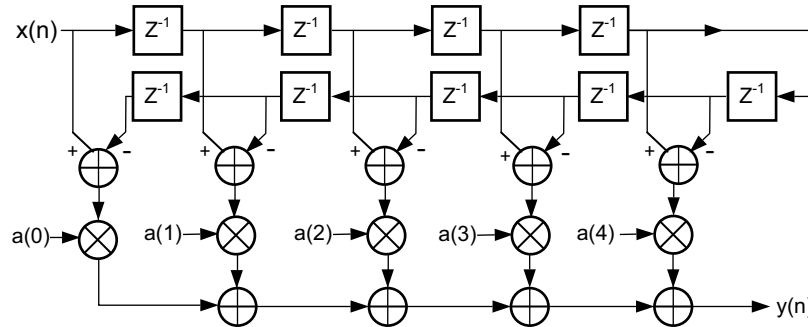 x(n) Z⁻¹ Z⁻¹ Z⁻¹ Z⁻¹
Z⁻¹ Z⁻¹ Z⁻¹ Z⁻¹ Z⁻¹
+ - + - + - + - + -
a(0) a(1) a(2) a(3) a(4)
y(n)